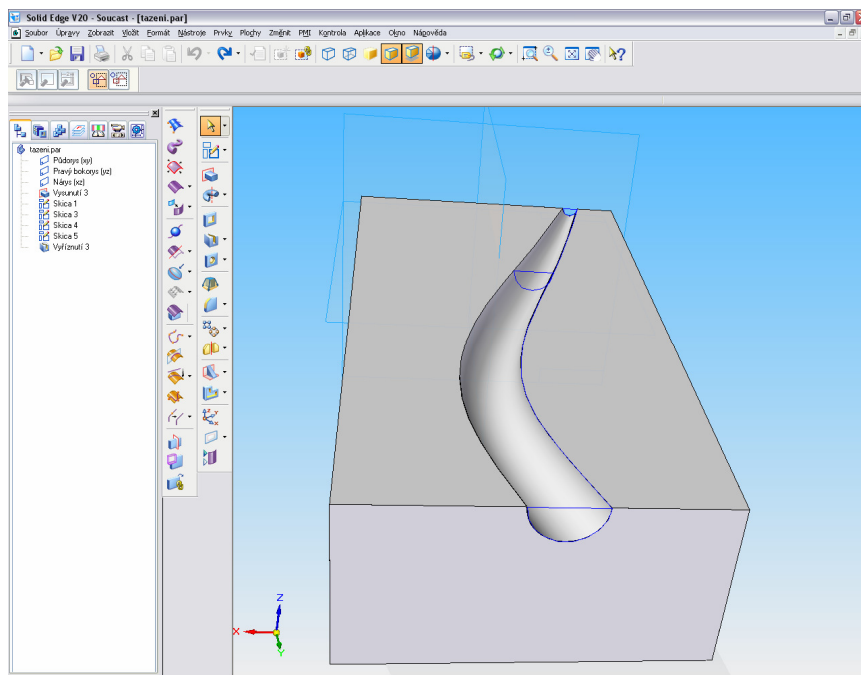 Solid Edge V20 - Soucast - [tazeni.par]
Soubor Úpravy Zobrazit Vložit Formát Nástroje Prvky Plochy Změnit PMI Kontrola Aplikace Okno Nápověda
tazeni.par
Půdorys (xy)
Pravý bokorys (yz)
Nárys (xz)
Vysunutí 3
Skica 1
Skica 3
Skica 4
Skica 5
Vyříznutí 3
Z
X
Y